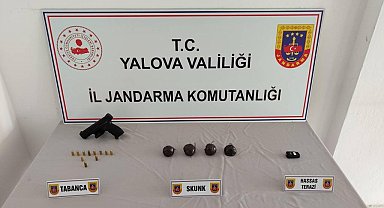 T.C.
YALOVA VALİLİĞİ
İL JANDARMA KOMUTANLIĞI
TABANCA
SKUNK
HASSAS
TERAZİ